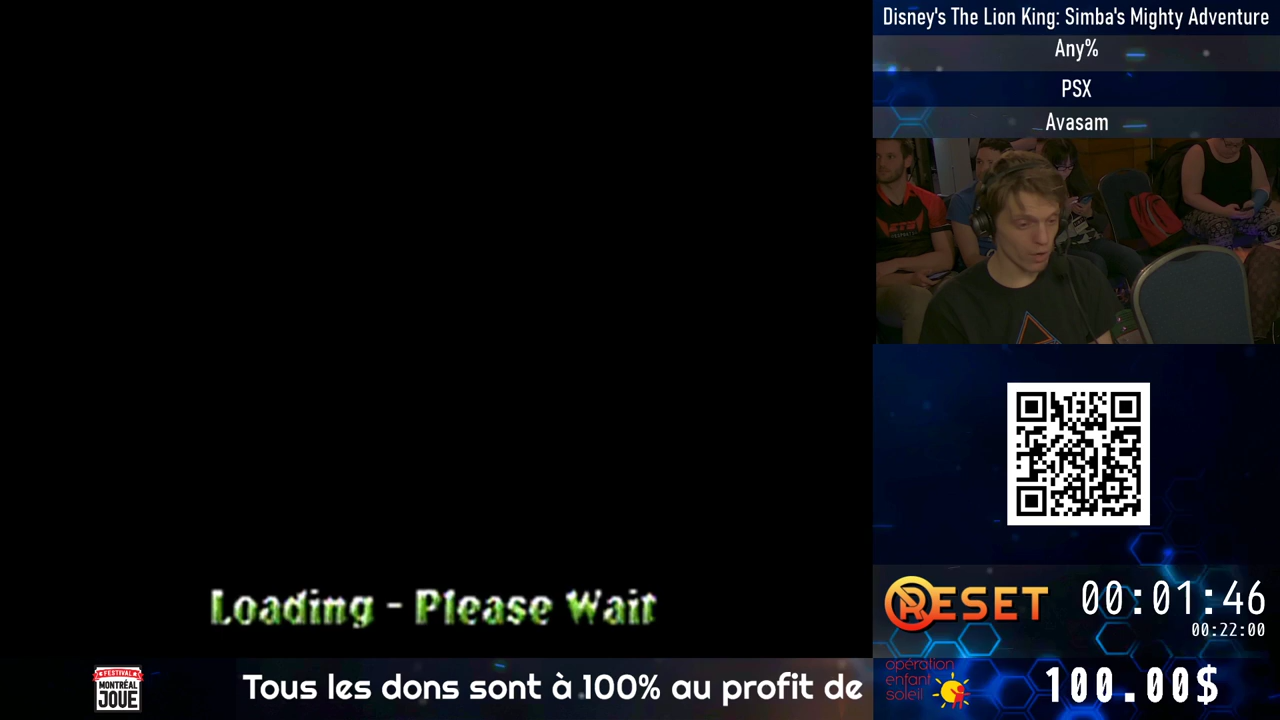 Disney's The Lion King: Simba's Mighty Adventure
Any%
PSX
Avasam
Loading - Please Wait
RESET
00:01:46
00:22:00
FESTIVAL
MONTRÉAL
JOUE
Tous les dons sont à 100% au profit de
opération
enfant
soleil
100.00$